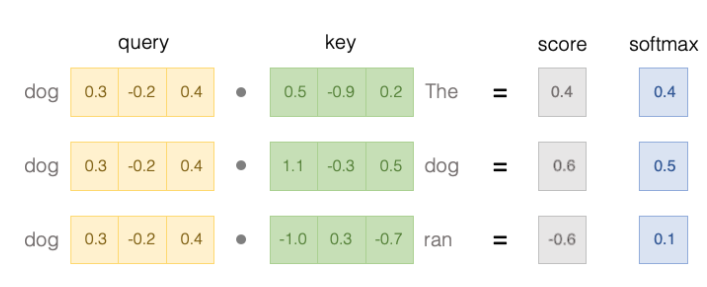 query key score softmax
dog 0.3 -0.2 0.4 • 0.5 -0.9 0.2 The = 0.4 0.4
dog 0.3 -0.2 0.4 • 1.1 -0.3 0.5 dog = 0.6 0.5
dog 0.3 -0.2 0.4 • -1.0 0.3 -0.7 ran = -0.6 0.1